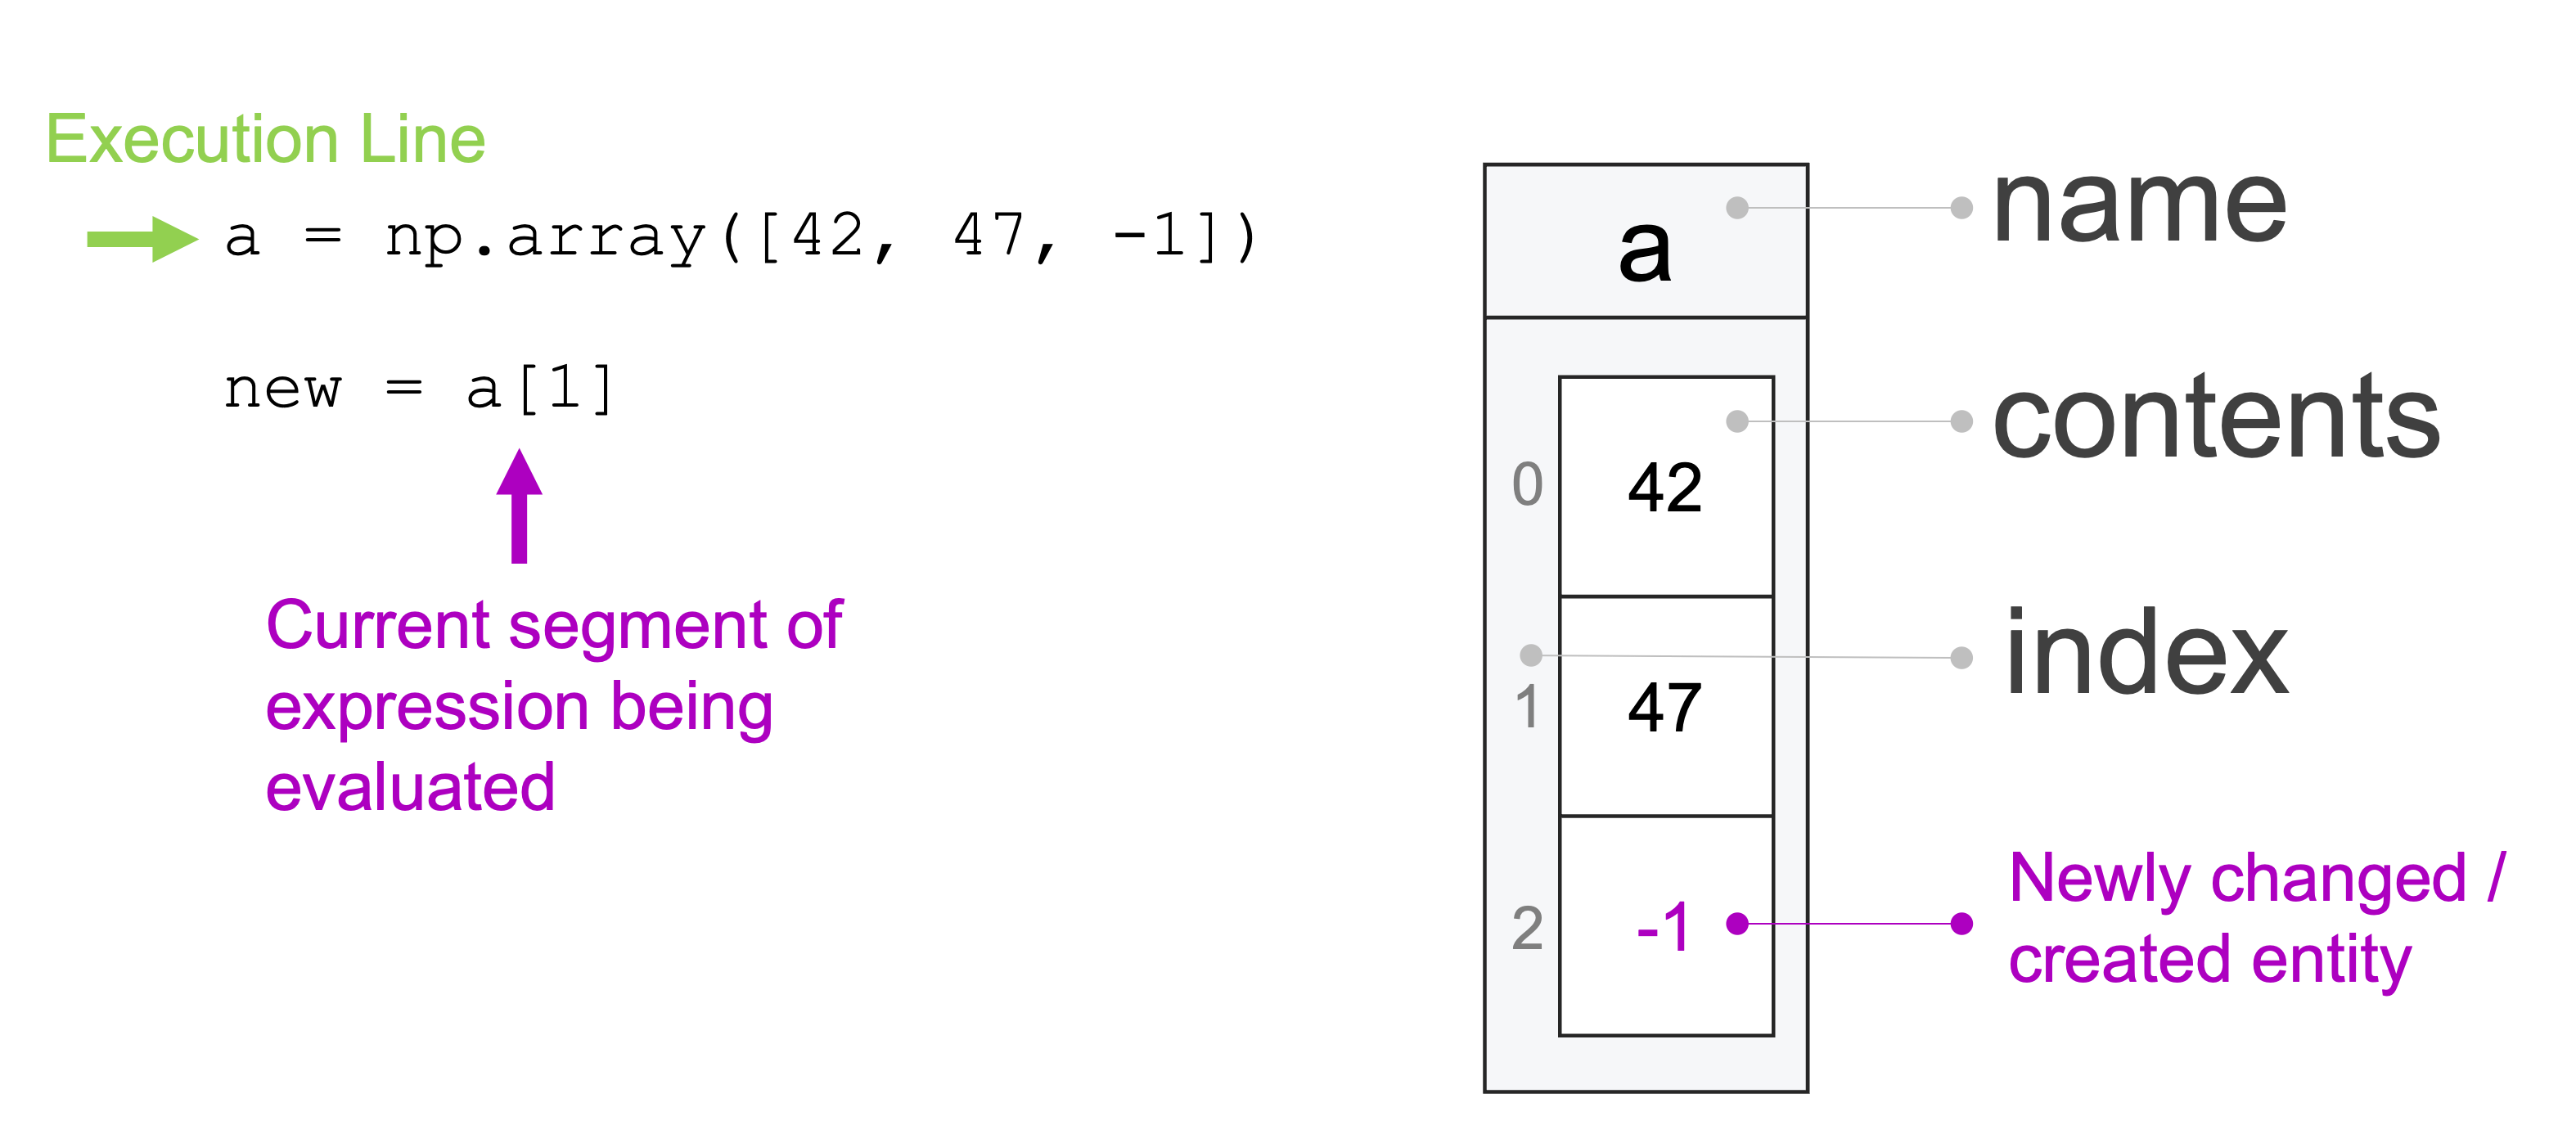 Execution Line
a = np.array([42, 47, -1])
new = a[1]
Current segment of
expression being
evaluated
a
name
0
42
contents
1
47
index
2
-1
Newly changed /
created entity